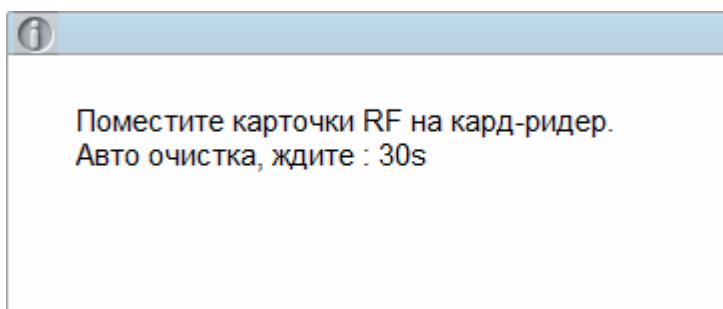 Поместите карточки RF на кард-ридер.
Авто очистка, ждите : 30s